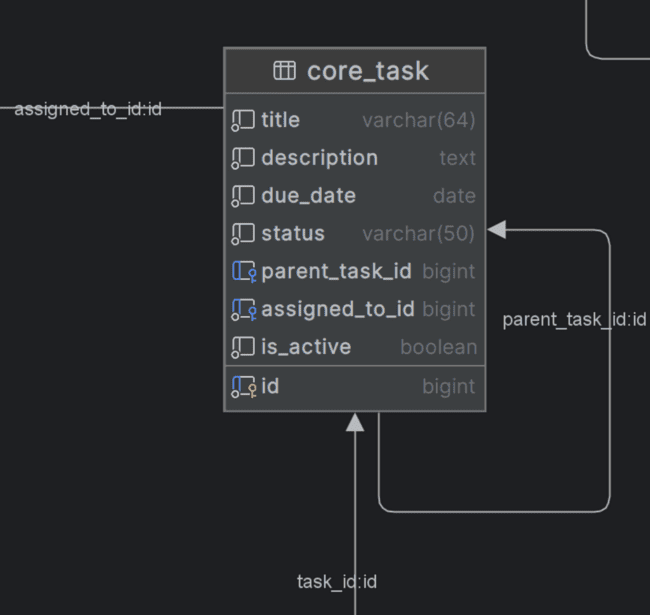 core_task
assigned_to_id:id
title varchar(64)
description text
due_date date
status varchar(50)
parent_task_id bigint
assigned_to_id bigint
parent_task_id:id
is_active boolean
id bigint
task_id:id